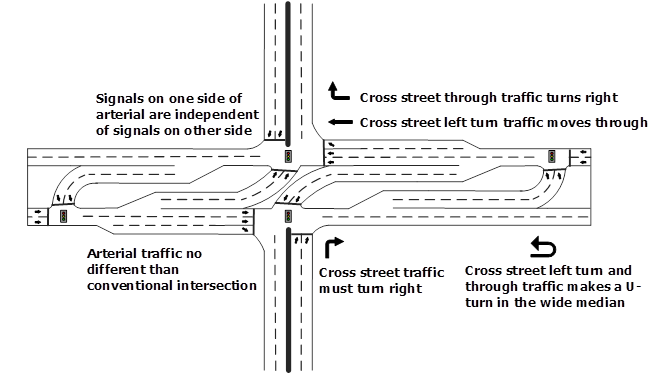 Signals on one side of
arterial are independent
of signals on other side
Cross street through traffic turns right
Cross street left turn traffic moves through
Arterial traffic no
different than
conventional intersection
Cross street traffic
must turn right
Cross street left turn and
through traffic makes a U-
turn in the wide median